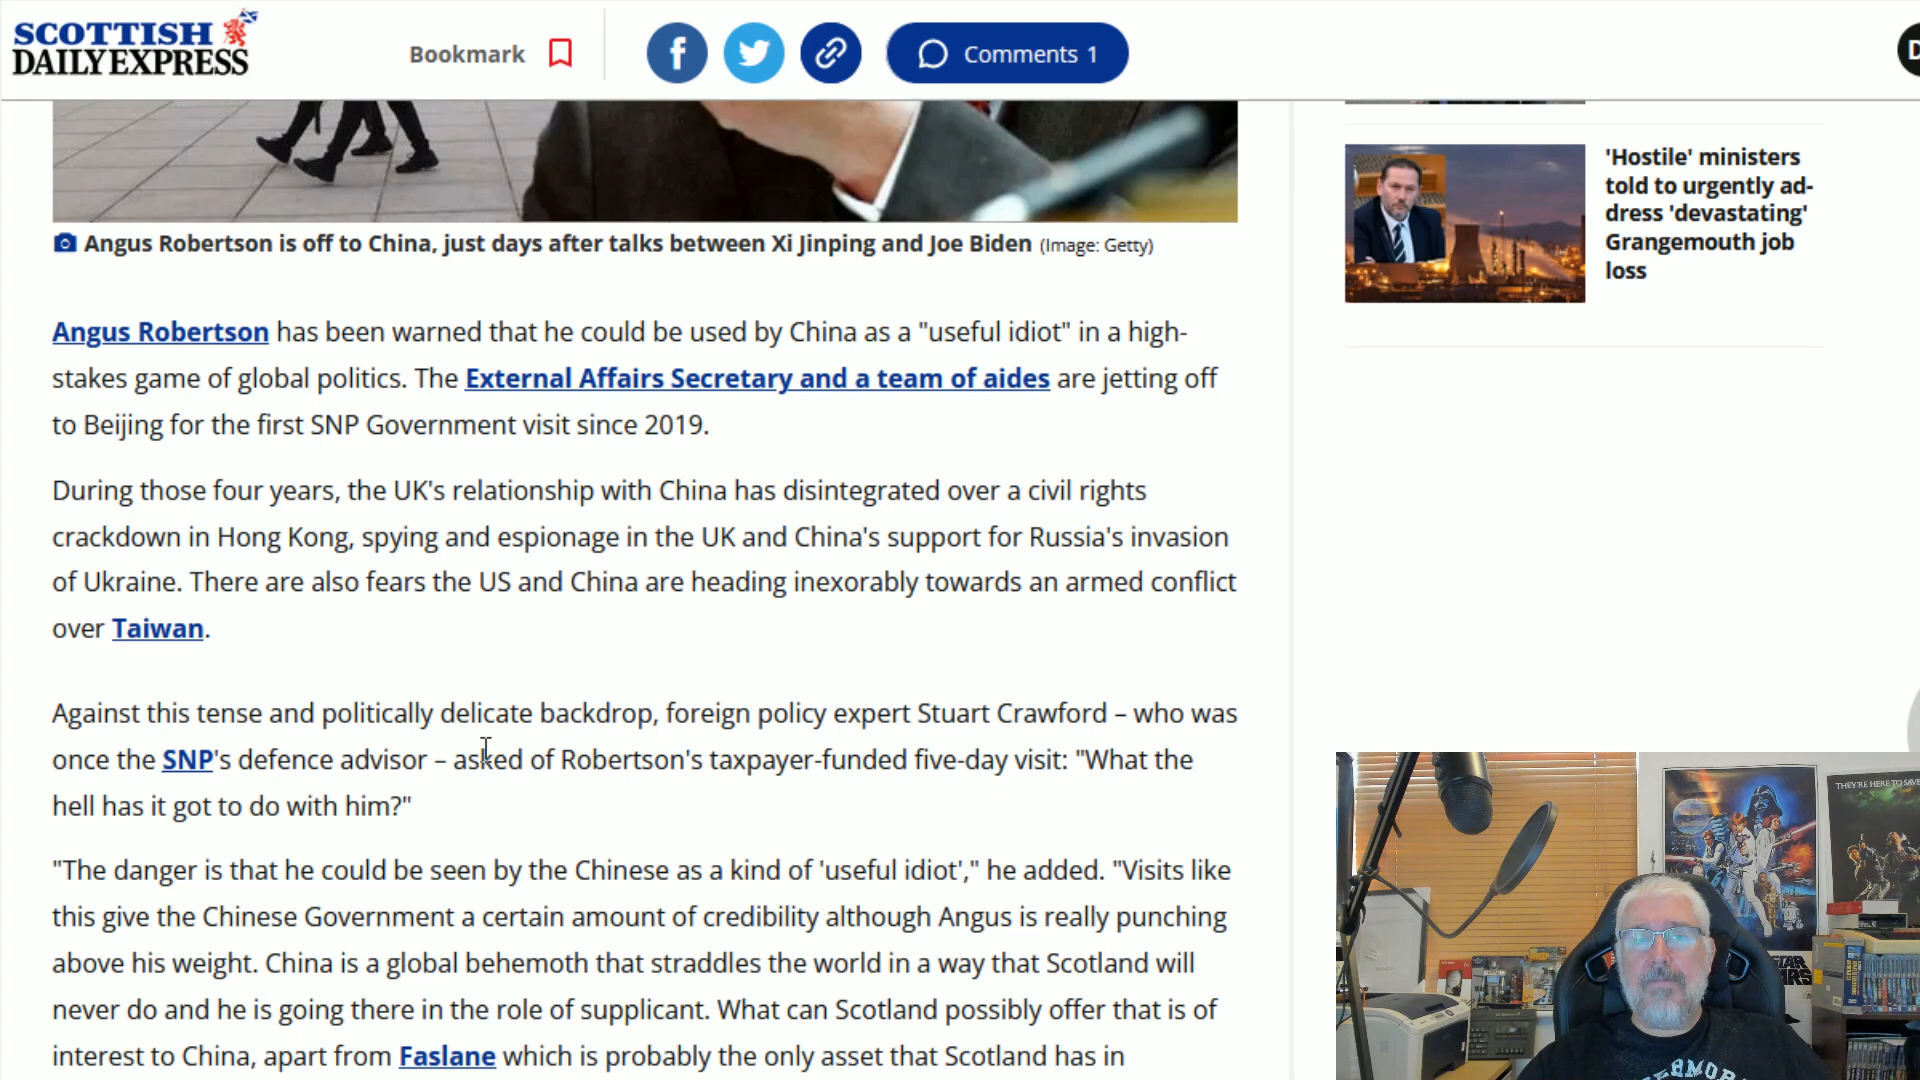 SCOTTISH
DAILY EXPRESS
Bookmark
Comments 1
'Hostile' ministers
told to urgently ad-
dress 'devastating'
Grangemouth job
loss
Angus Robertson is off to China, just days after talks between Xi Jinping and Joe Biden (Image: Getty)
Angus Robertson has been warned that he could be used by China as a "useful idiot" in a high-
stakes game of global politics. The External Affairs Secretary and a team of aides are jetting off
to Beijing for the first SNP Government visit since 2019.
During those four years, the UK's relationship with China has disintegrated over a civil rights
crackdown in Hong Kong, spying and espionage in the UK and China's support for Russia's invasion
of Ukraine. There are also fears the US and China are heading inexorably towards an armed conflict
over Taiwan.
Against this tense and politically delicate backdrop, foreign policy expert Stuart Crawford – who was
once the SNP's defence advisor – asked of Robertson's taxpayer-funded five-day visit: "What the
hell has it got to do with him?"
"The danger is that he could be seen by the Chinese as a kind of 'useful idiot'," he added. "Visits like
this give the Chinese Government a certain amount of credibility although Angus is really punching
above his weight. China is a global behemoth that straddles the world in a way that Scotland will
never do and he is going there in the role of supplicant. What can Scotland possibly offer that is of
interest to China, apart from Faslane which is probably the only asset that Scotland has in
THEY'RE HERE TO SAVE
STAR
WARS